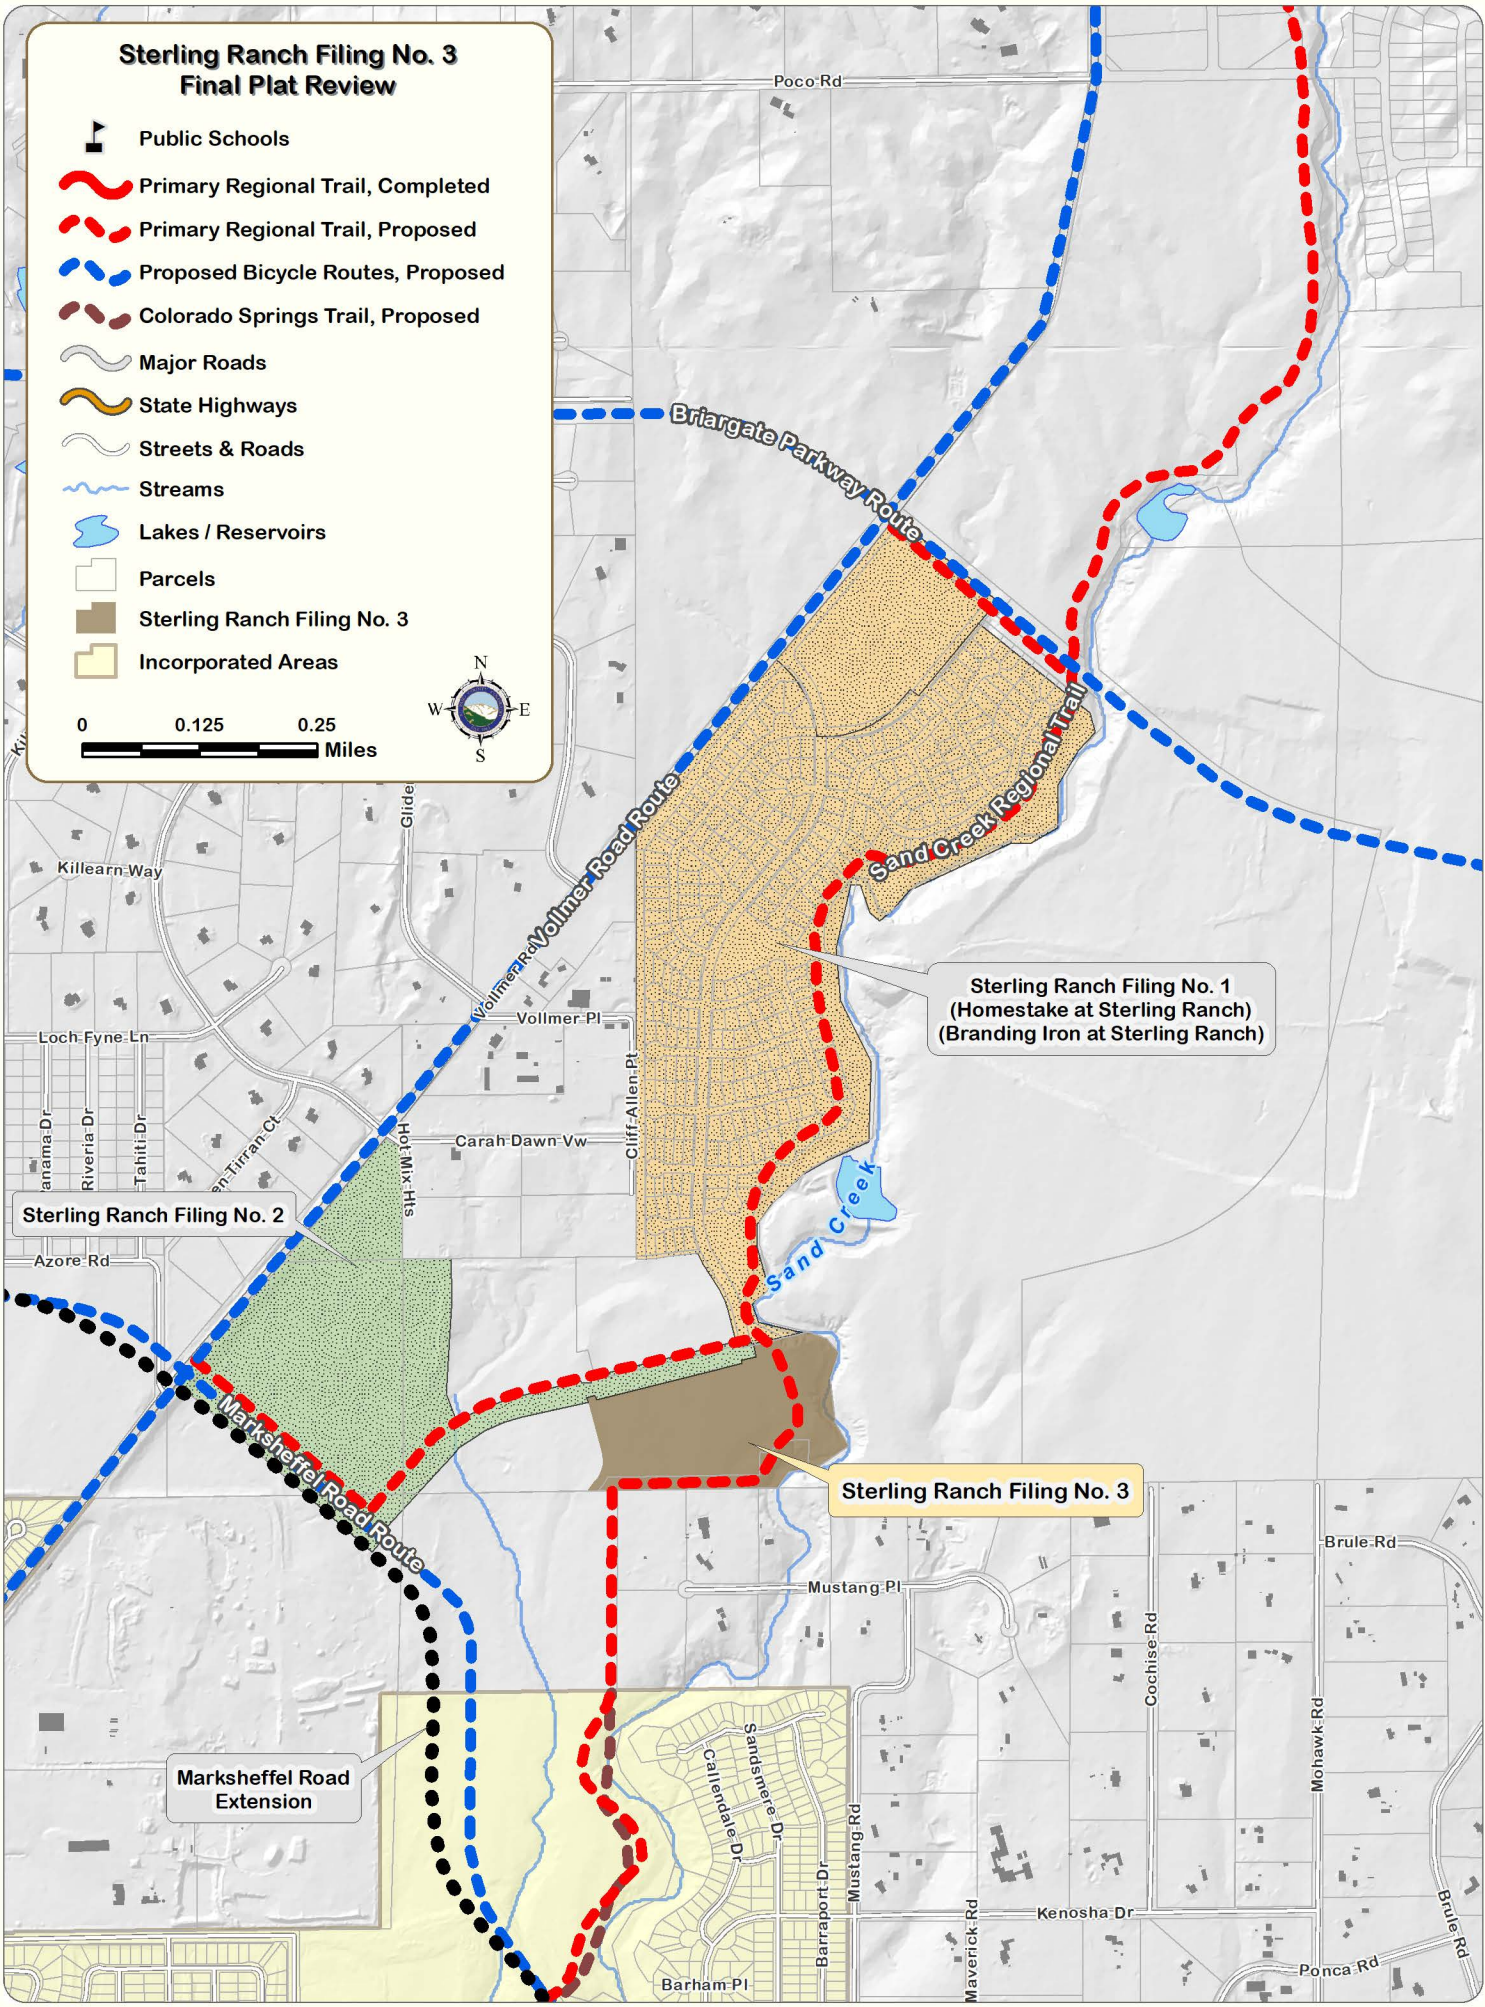 Sterling Ranch Filing No. 3
Final Plat Review
Public Schools
Primary Regional Trail, Completed
Primary Regional Trail, Proposed
Proposed Bicycle Routes, Proposed
Colorado Springs Trail, Proposed
Major Roads
State Highways
Streets & Roads
Streams
Lakes / Reservoirs
Parcels
Sterling Ranch Filing No. 3
Incorporated Areas
N
W
E
S
0 0.125 0.25
Miles
Poco Rd
Briargate Parkway Route
Sand Creek Regional Trail
Vollmer Road Route
Glide
Killearn Way
Vollmer Rd
Vollmer Pl
Loch Fyne Ln
Sterling Ranch Filing No. 1
(Homestake at Sterling Ranch)
(Branding Iron at Sterling Ranch)
Cliff Allen Pt
Riveria Dr
Tahiti Dr
Hot Mix Hts
Carah Dawn Vw
Sand Creek
Sterling Ranch Filing No. 2
Azore Rd
Marksheffel Road Route
Sterling Ranch Filing No. 3
Brule Rd
Mustang Pl
Cochise Rd
Mohawk Rd
Marksheffel Road
Extension
Sandsmere Dr
Callendale Dr
Mustang Rd
Barraport Dr
Maverick Rd
Kenosha Dr
Brule Rd
Ponca Rd
Barham Pl